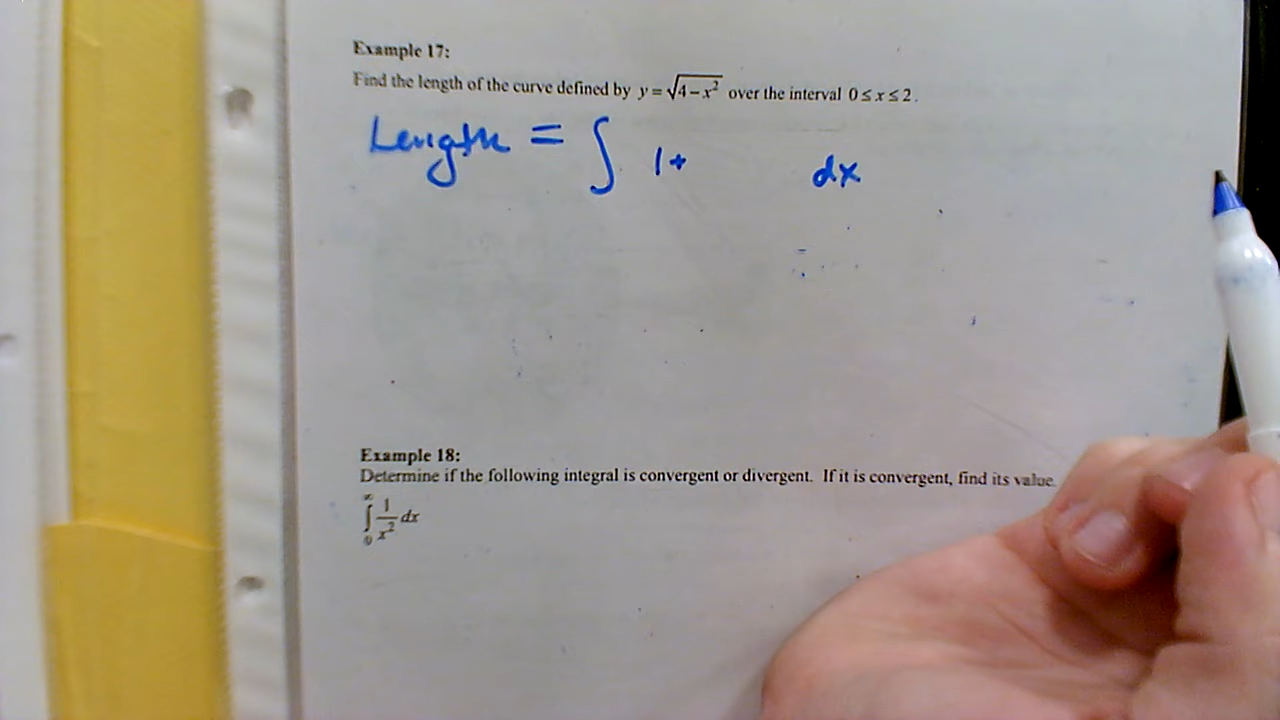 Example 17:
Find the length of the curve defined by y = √(4 − x²) over the interval 0 ≤ x ≤ 2.
Length = ∫ 1+ dx
Example 18:
Determine if the following integral is convergent or divergent. If it is convergent, find its value.
∫₀^∞ 1/x² dx